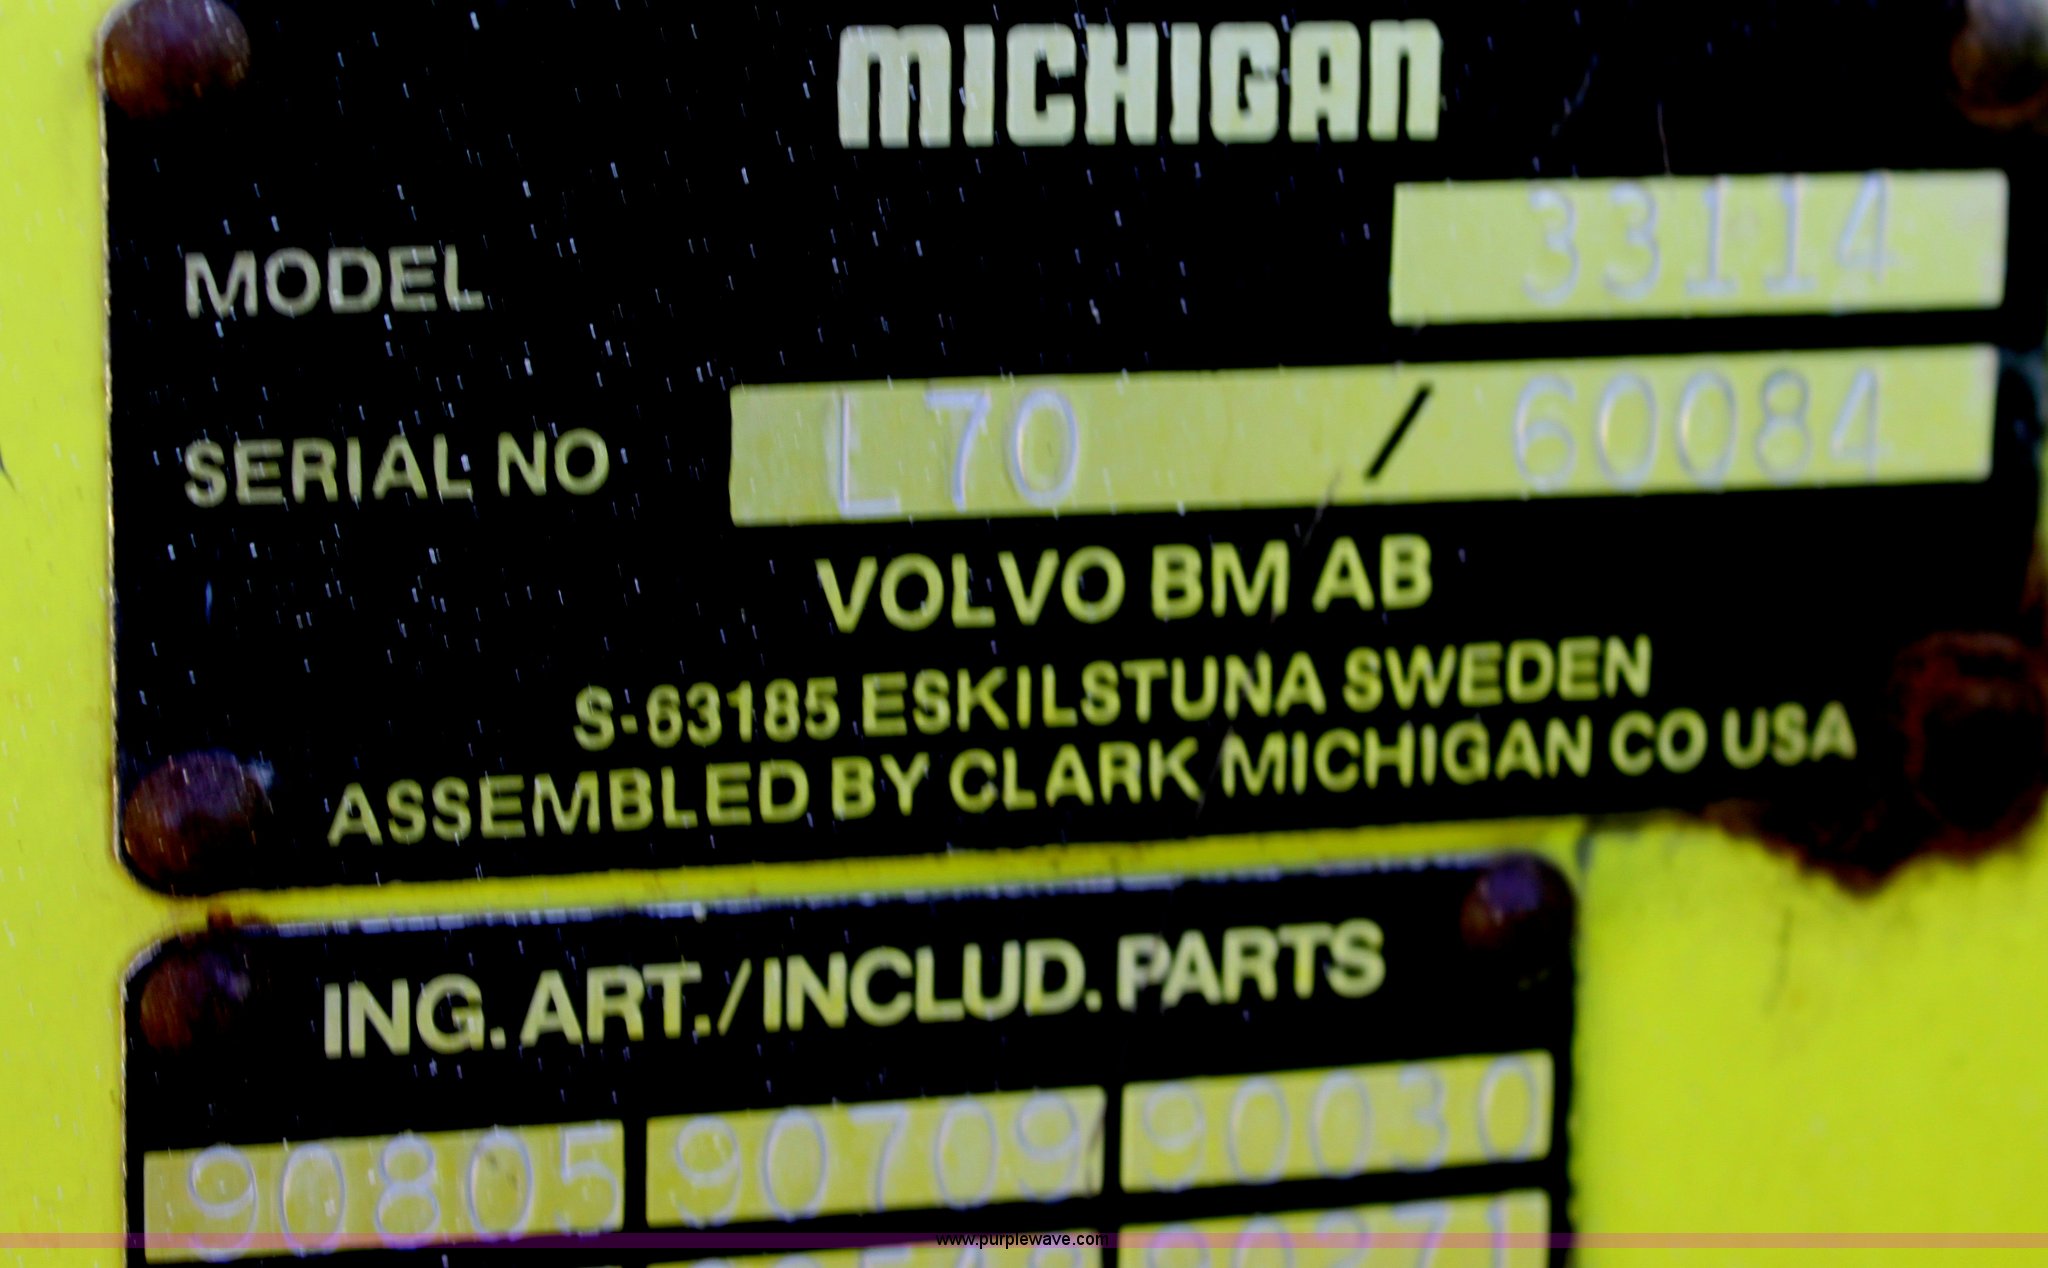 MICHIGAN
MODEL 33114
SERIAL NO L70 / 60084
VOLVO BM AB
S-63185 ESKILSTUNA SWEDEN
ASSEMBLED BY CLARK MICHIGAN CO USA
ING. ART./INCLUD. PARTS
90805 90709 90030
90271
www.purplewave.com